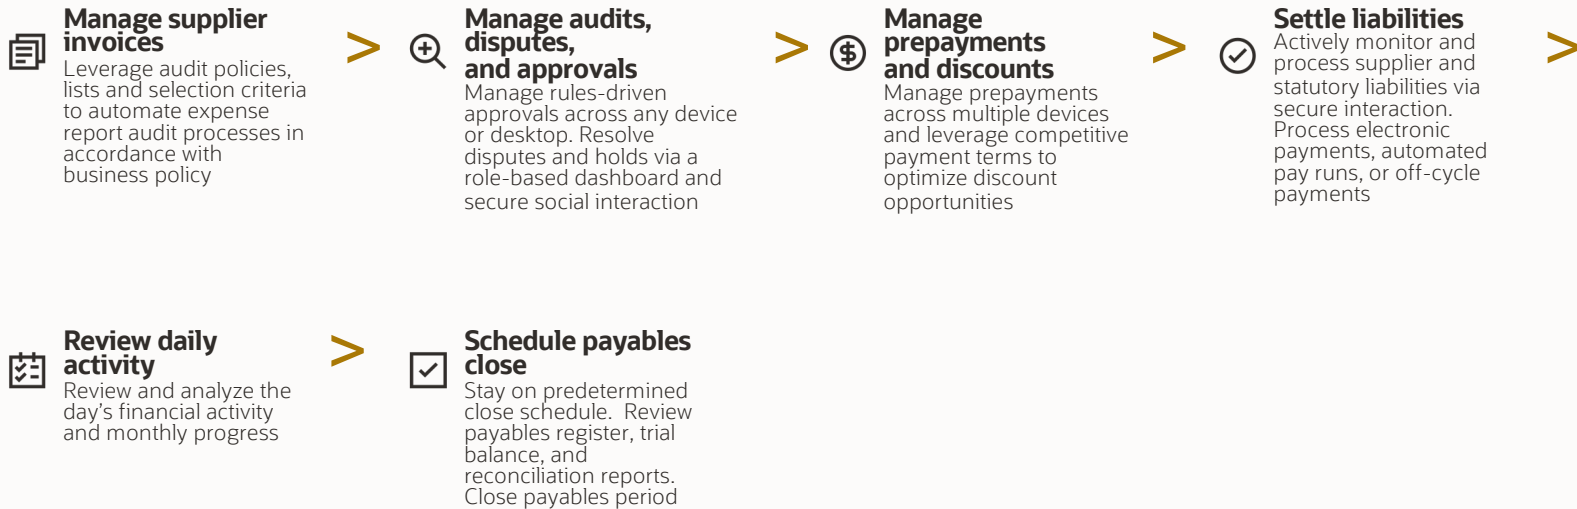 Manage supplier
invoices
Leverage audit policies,
lists and selection criteria
to automate expense
report audit processes in
accordance with
business policy
>
Manage audits,
disputes,
and approvals
Manage rules-driven
approvals across any device
or desktop. Resolve
disputes and holds via a
role-based dashboard and
secure social interaction
>
Manage
prepayments
and discounts
Manage prepayments
across multiple devices
and leverage competitive
payment terms to
optimize discount
opportunities
>
Settle liabilities
Actively monitor and
process supplier and
statutory liabilities via
secure interaction.
Process electronic
payments, automated
pay runs, or off-cycle
payments
>
Review daily
activity
Review and analyze the
day’s financial activity
and monthly progress
>
Schedule payables
close
Stay on predetermined
close schedule.  Review
payables register, trial
balance, and
reconciliation reports.
Close payables period